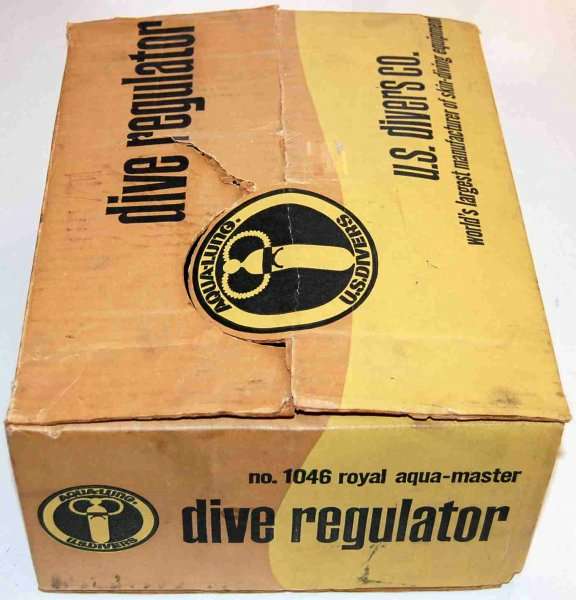 dive regulator
u.s. divers co.
world's largest manufacturer of skin-diving equipment
AQUA-LUNG®
U.S.DIVERS
no. 1046 royal aqua-master
AQUA-LUNG®
U.S.DIVERS
dive regulator